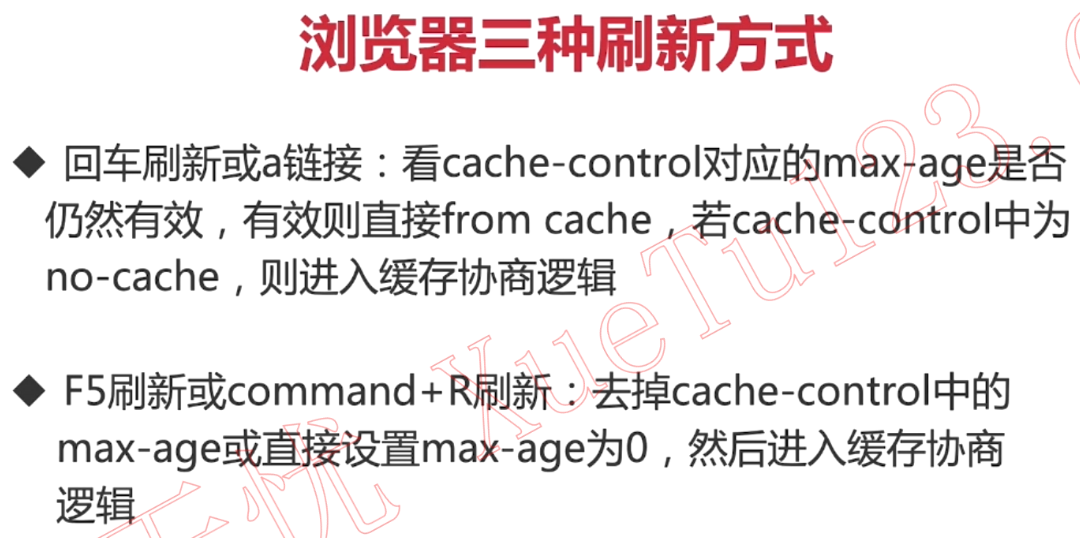 浏览器三种刷新方式
◆ 回车刷新或a链接：看cache-control对应的max-age是否
仍然有效，有效则直接from cache，若cache-control中为
no-cache，则进入缓存协商逻辑
◆ F5刷新或command+R刷新：去掉cache-control中的
max-age或直接设置max-age为0，然后进入缓存协商
逻辑
忧 XueTu123.